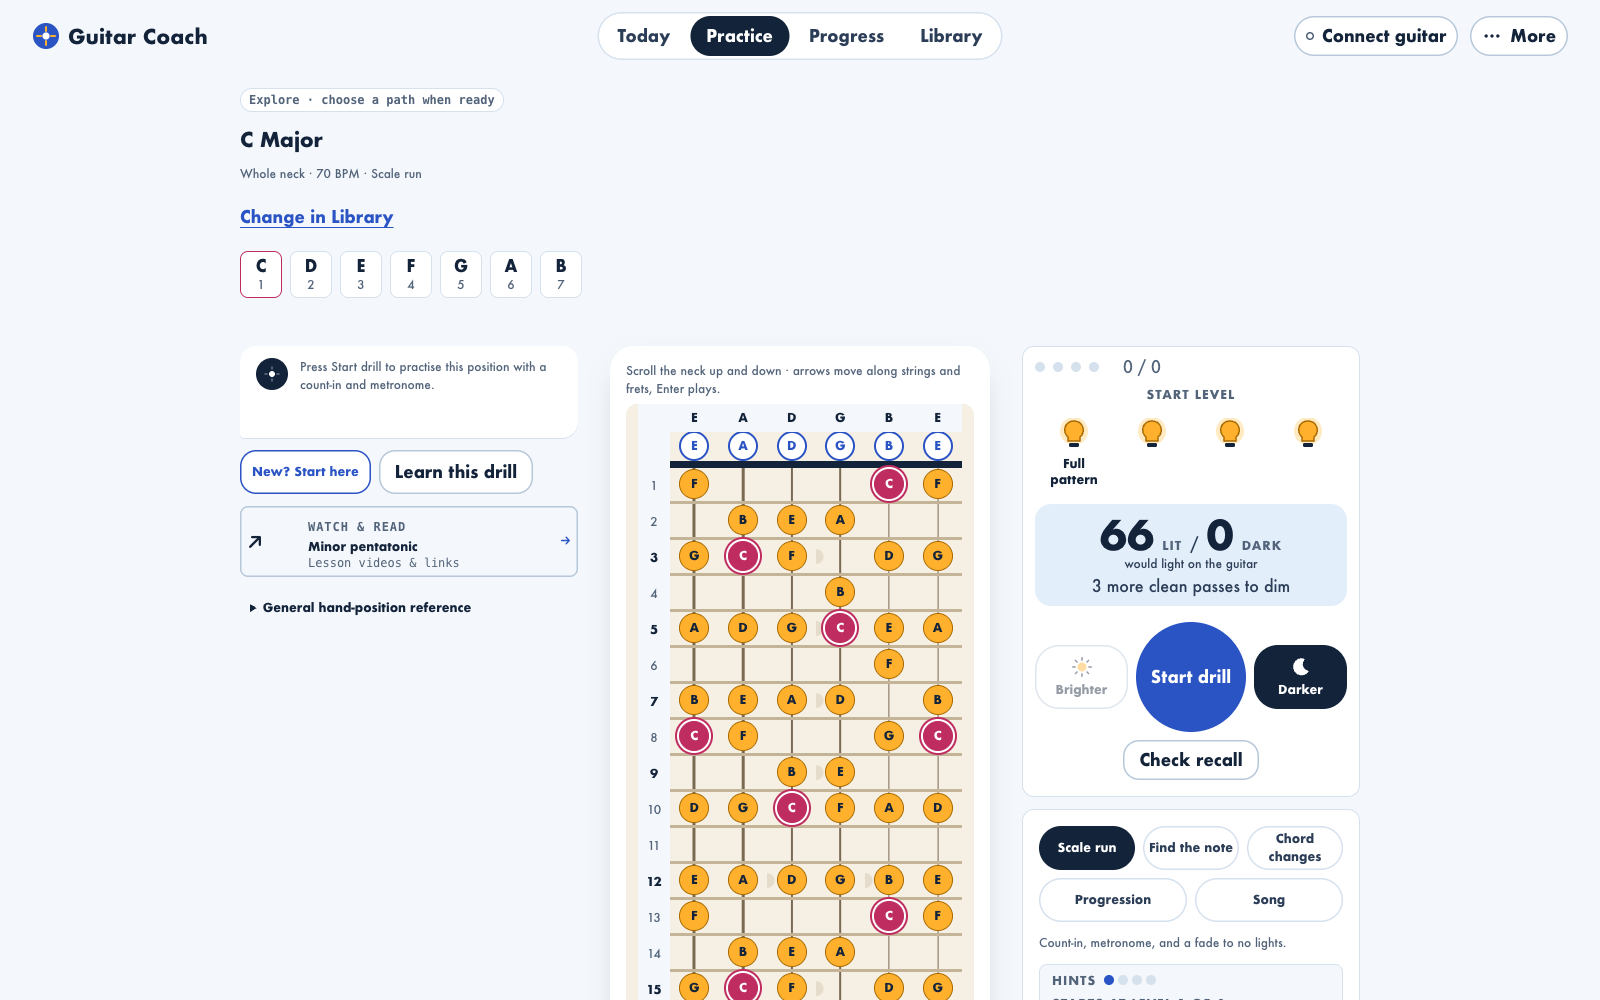 Guitar Coach
Today
Practice
Progress
Library
Connect guitar
··· More
Explore · choose a path when ready
C Major
Whole neck · 70 BPM · Scale run
Change in Library
C D E F G A B
1 2 3 4 5 6 7
Press Start drill to practise this position with a
count-in and metronome.
New? Start here
Learn this drill
WATCH & READ
Minor pentatonic
Lesson videos & links
General hand-position reference
Scroll the neck up and down · arrows move along strings and
frets, Enter plays.
E A D G B E
E A D G B E
1 F C F
2 B E A
3 G C F D G
4 B
5 A D G C E A
6 F
7 B E A D B
8 C F G C
9 B E
10 D G C F A D
11
12 E A D G B E
13 F C F
14 B E A
15 G C F D G
0 / 0
START LEVEL
Full
pattern
66 LIT / 0 DARK
would light on the guitar
3 more clean passes to dim
Brighter
Start drill
Darker
Check recall
Scale run
Find the note
Chord
changes
Progression
Song
Count-in, metronome, and a fade to no lights.
HINTS